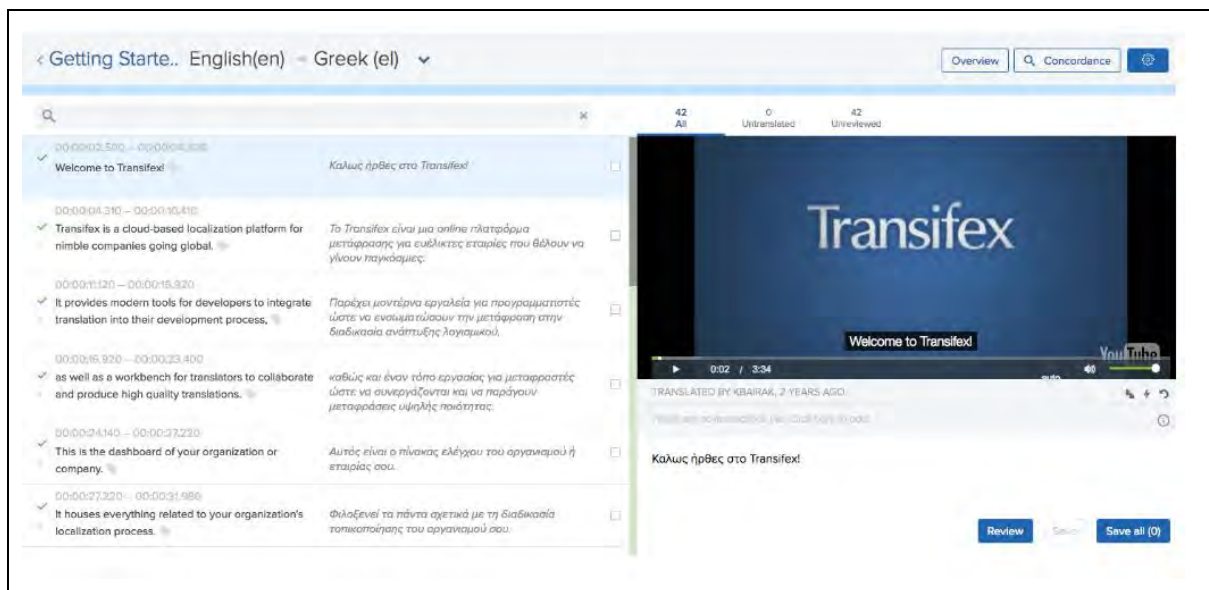 ‹ Getting Starte.. English(en) → Greek (el)
Overview
Concordance
42
All
0
Untranslated
42
Unreviewed
00:00:02,500 – 00:00:04,300
Welcome to Transifex!
Καλως ήρθες στο Transifex!
00:00:04,310 – 00:00:10,410
Transifex is a cloud-based localization platform for
nimble companies going global.
Το Transifex είναι μια online πλατφόρμα
μετάφρασης για ευέλικτες εταιρίες που θέλουν να
γίνουν παγκόσμιες.
00:00:11,120 – 00:00:16,920
It provides modern tools for developers to integrate
translation into their development process,
Παρέχει μοντέρνα εργαλεία για προγραμματιστές
ώστε να ενσωματώσουν την μετάφραση στην
διαδικασία ανάπτυξης λογισμικού,
00:00:16,920 – 00:00:23,400
as well as a workbench for translators to collaborate
and produce high quality translations.
καθώς και έναν τόπο εργασίας για μεταφραστές
ώστε να συνεργάζονται και να παράγουν
μεταφράσεις υψηλής ποιότητας.
00:00:24,140 – 00:00:27,220
This is the dashboard of your organization or
company.
Αυτός είναι ο πίνακας ελέγχου του οργανισμού ή
εταιρίας σου.
00:00:27,220 – 00:00:31,980
It houses everything related to your organization's
localization process.
Φιλοξενεί τα πάντα σχετικά με τη διαδικασία
τοπικοποίησης του οργανισμού σου.
Transifex
Welcome to Transifex!
YouTube
0:02 / 3:34
auto
TRANSLATED BY KBAIRAK, 2 YEARS AGO
Καλως ήρθες στο Transifex!
Review
Save
Save all (0)